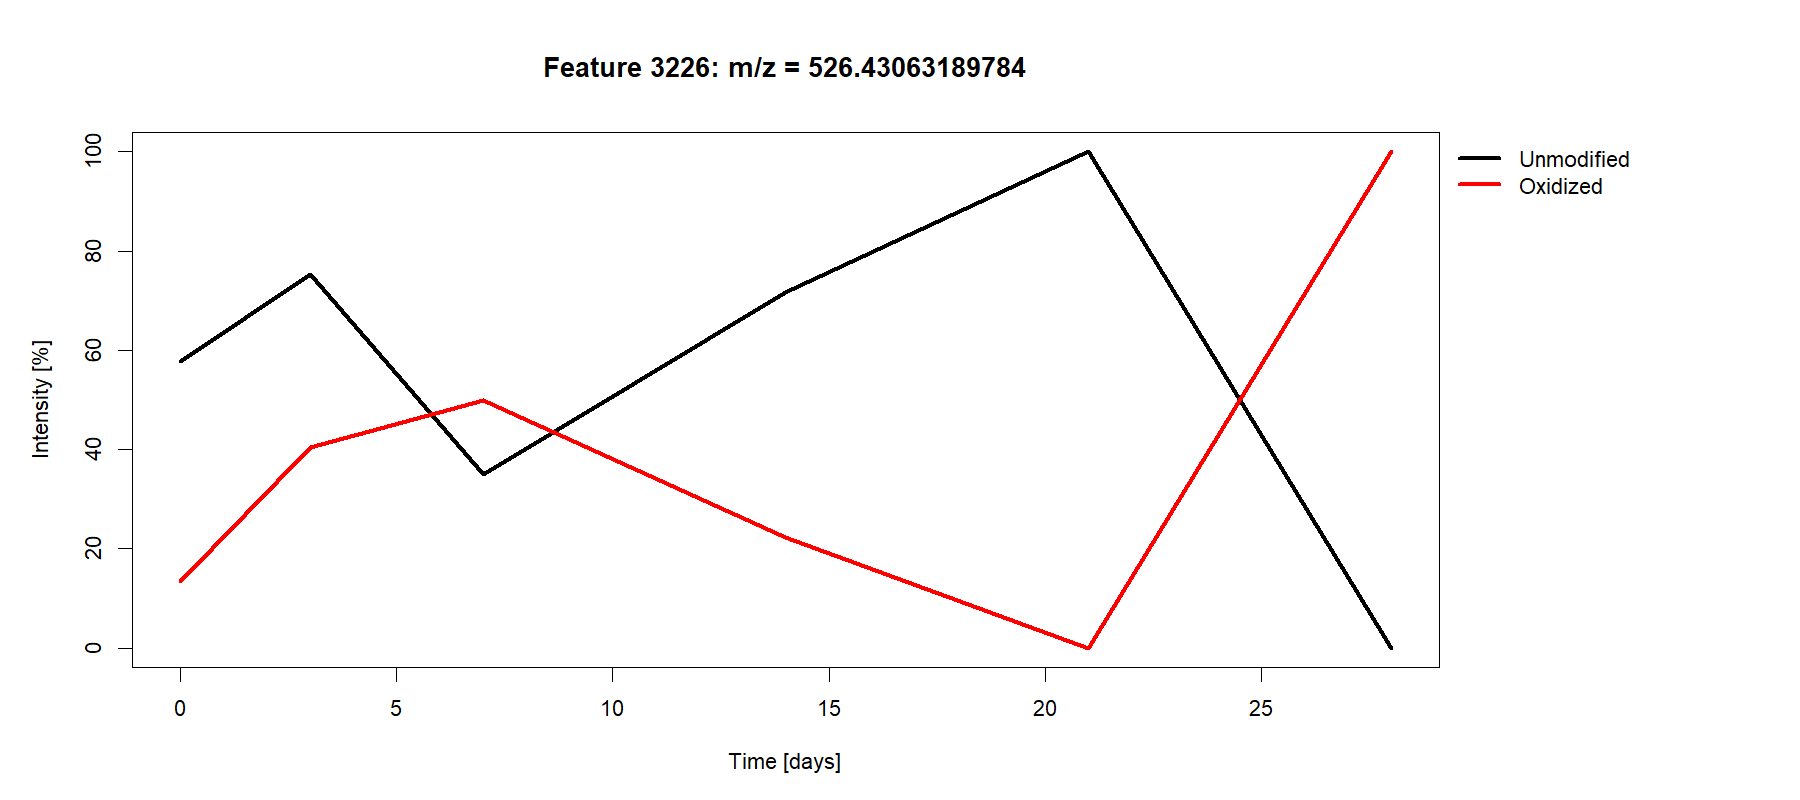 Feature 3226: m/z = 526.43063189784
Unmodified
Oxidized
Intensity [%]
100
80
60
40
20
0
0 5 10 15 20 25
Time [days]